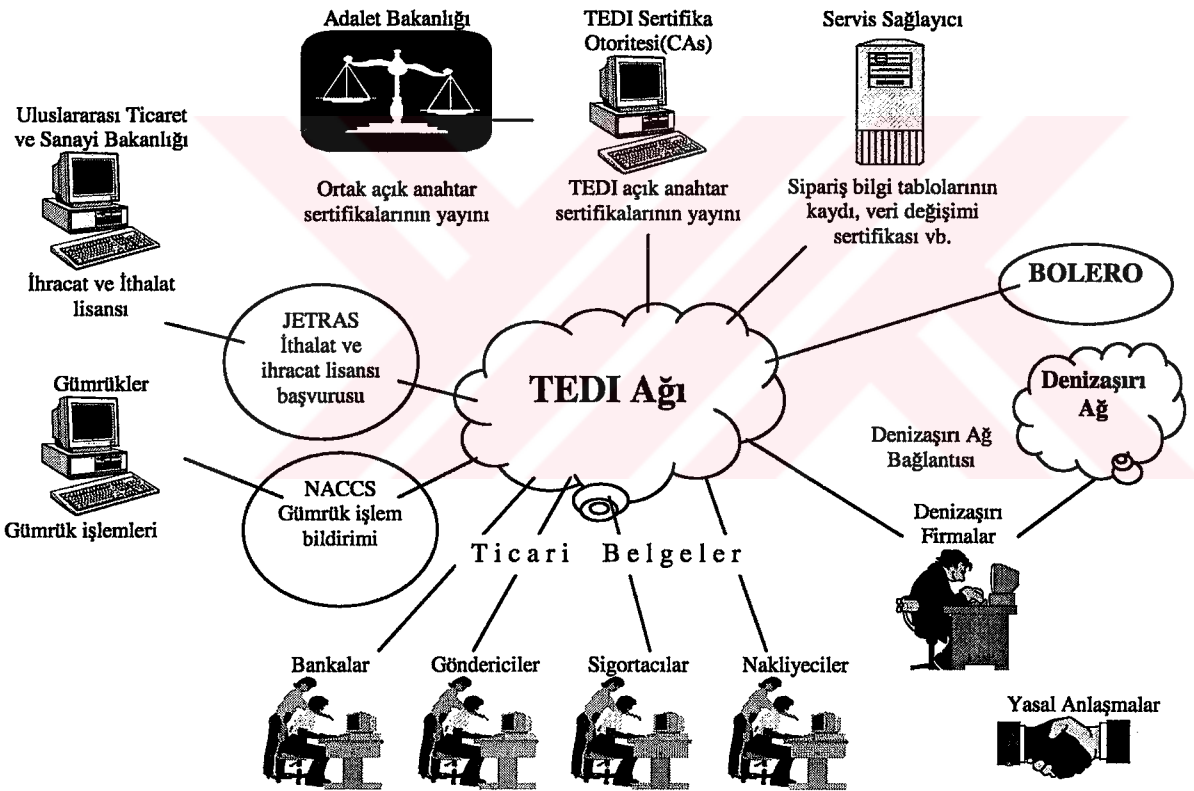 Adalet Bakanlığı
TEDI Sertifika
Otoritesi(CAs)
Servis Sağlayıcı
Uluslararası Ticaret
ve Sanayi Bakanlığı
Ortak açık anahtar
sertifikalarının yayını
TEDI açık anahtar
sertifikalarının yayını
Sipariş bilgi tablolarının
kaydı, veri değişimi
sertifikası vb.
İhracat ve İthalat
lisansı
BOLERO
JETRAS
İthalat ve
ihracat lisansı
başvurusu
TEDI Ağı
Denizaşırı
Ağ
Gümrükler
Denizaşırı Ağ
Bağlantısı
NACCS
Gümrük işlem
bildirimi
Gümrük işlemleri
Denizaşırı
Firmalar
Ticari Belgeler
Bankalar
Göndericiler
Sigortacılar
Nakliyeciler
Yasal Anlaşmalar